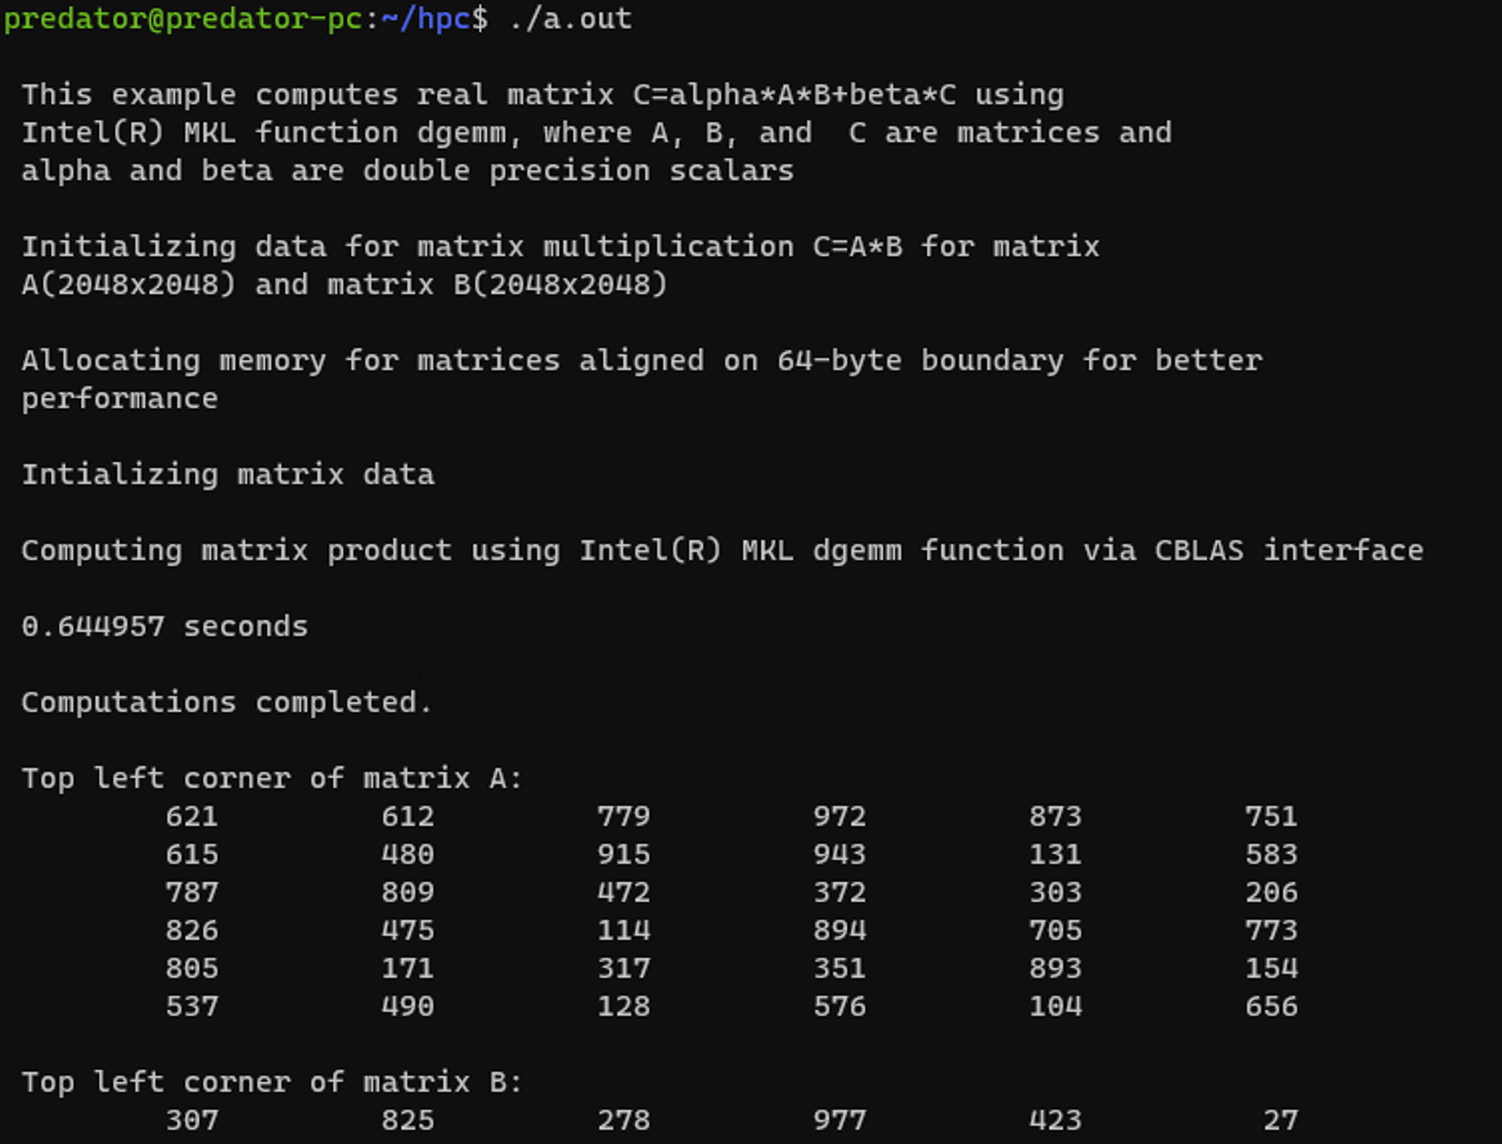 predator@predator-pc:~/hpc$ ./a.out
This example computes real matrix C=alpha*A*B+beta*C using
Intel(R) MKL function dgemm, where A, B, and  C are matrices and
alpha and beta are double precision scalars
Initializing data for matrix multiplication C=A*B for matrix
A(2048x2048) and matrix B(2048x2048)
Allocating memory for matrices aligned on 64-byte boundary for better
performance
Intializing matrix data
Computing matrix product using Intel(R) MKL dgemm function via CBLAS interface
0.644957 seconds
Computations completed.
Top left corner of matrix A:
621 612 779 972 873 751
615 480 915 943 131 583
787 809 472 372 303 206
826 475 114 894 705 773
805 171 317 351 893 154
537 490 128 576 104 656
Top left corner of matrix B:
307 825 278 977 423 27